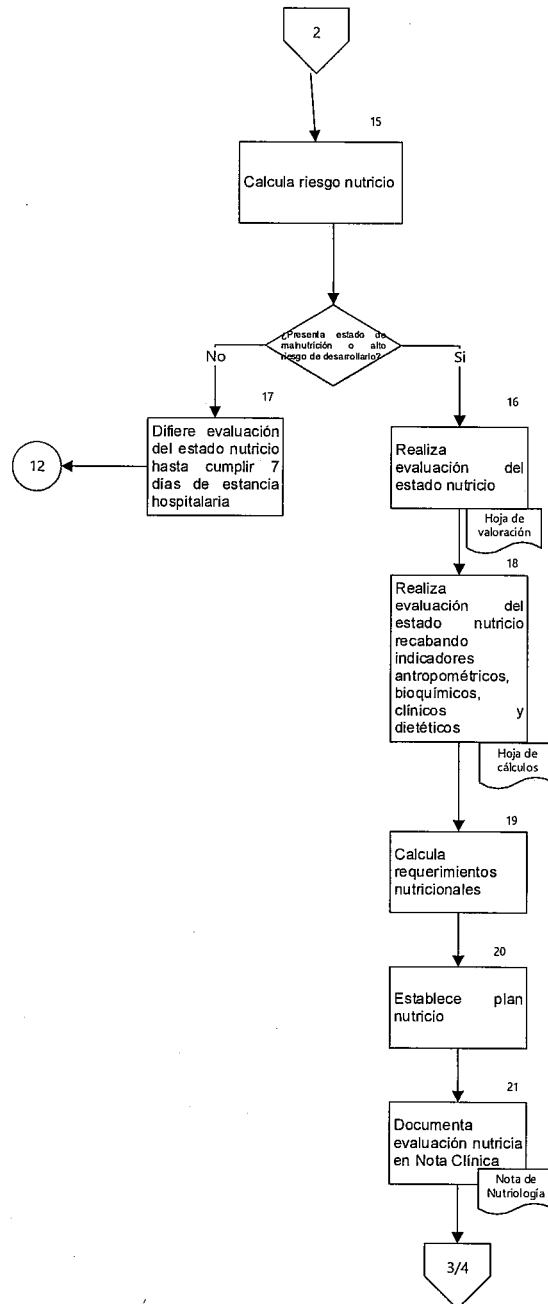 2
15
Calcula riesgo nutricio
¿Presenta estado de
malnutrición o alto
riesgo de desarrollarlo?
No
Si
17
Difiere evaluación
del estado nutricio
hasta cumplir 7
días de estancia
hospitalaria
12
16
Realiza
evaluación del
estado nutricio
Hoja de
valoración
18
Realiza
evaluación del
estado nutricio
recabando
indicadores
antropométricos,
bioquímicos,
clínicos y
dietéticos
Hoja de
cálculos
19
Calcula
requerimientos
nutricionales
20
Establece plan
nutricio
21
Documenta
evaluación nutricia
en Nota Clínica
Nota de
Nutriología
3/4